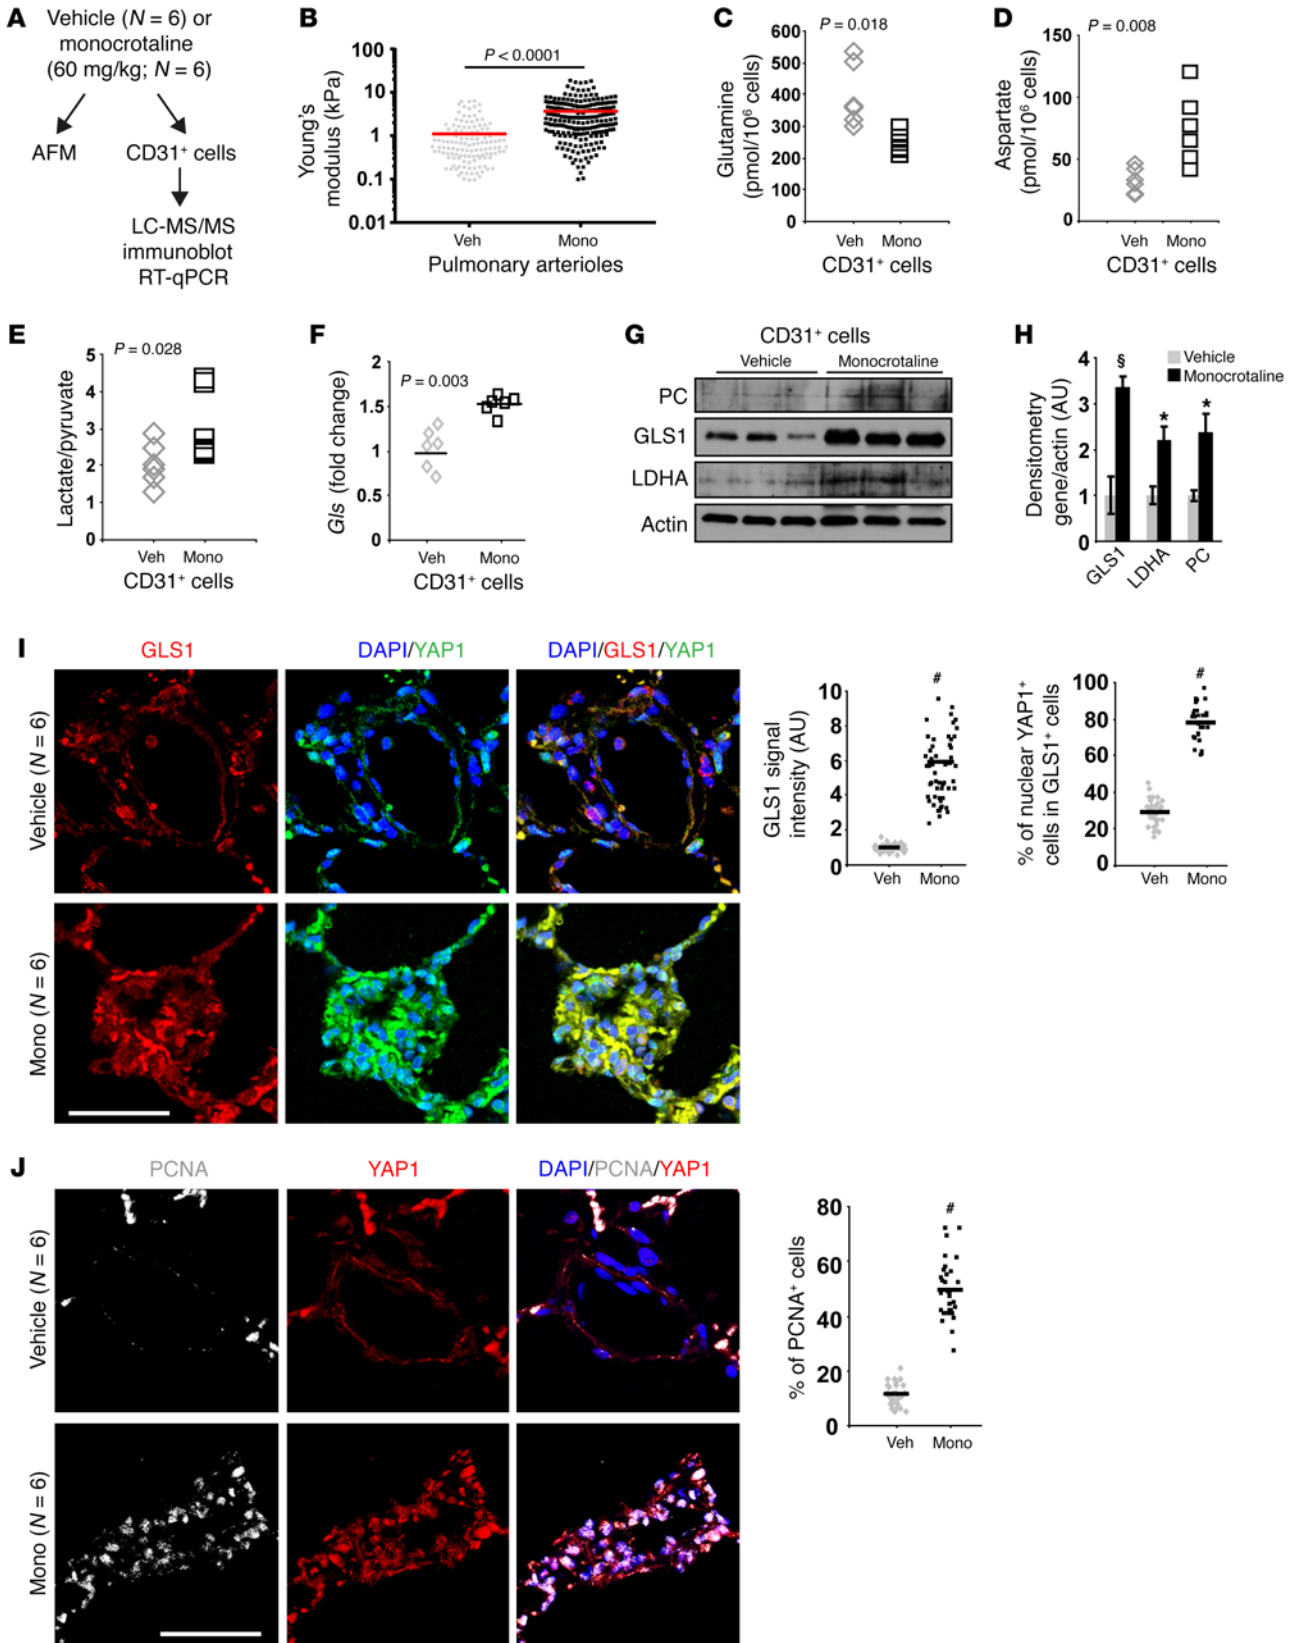 A
Vehicle (N = 6) or
monocrotaline
(60 mg/kg; N = 6)
AFM
CD31⁺ cells
LC-MS/MS
immunoblot
RT-qPCR
B
Young's
modulus (kPa)
100
10
1
0.1
0.01
P < 0.0001
Veh
Mono
Pulmonary arterioles
C
Glutamine
(pmol/10⁶ cells)
600
500
400
300
200
100
0
P = 0.018
Veh
Mono
CD31⁺ cells
D
Aspartate
(pmol/10⁶ cells)
150
100
50
0
P = 0.008
Veh
Mono
CD31⁺ cells
E
Lactate/pyruvate
5
4
3
2
1
0
P = 0.028
Veh
Mono
CD31⁺ cells
F
Gls (fold change)
2
1.5
1
0.5
0
P = 0.003
Veh
Mono
CD31⁺ cells
G
CD31⁺ cells
Vehicle
Monocrotaline
PC
GLS1
LDHA
Actin
H
Densitometry
gene/actin (AU)
4
3
2
1
0
Vehicle
Monocrotaline
§
*
*
GLS1
LDHA
PC
I
GLS1
DAPI/YAP1
DAPI/GLS1/YAP1
Vehicle (N = 6)
Mono (N = 6)
GLS1 signal
intensity (AU)
10
8
6
4
2
0
#
Veh
Mono
% of nuclear YAP1⁺
cells in GLS1⁺ cells
100
80
60
40
20
0
#
Veh
Mono
J
PCNA
YAP1
DAPI/PCNA/YAP1
Vehicle (N = 6)
Mono (N = 6)
% of PCNA⁺ cells
80
60
40
20
0
#
Veh
Mono